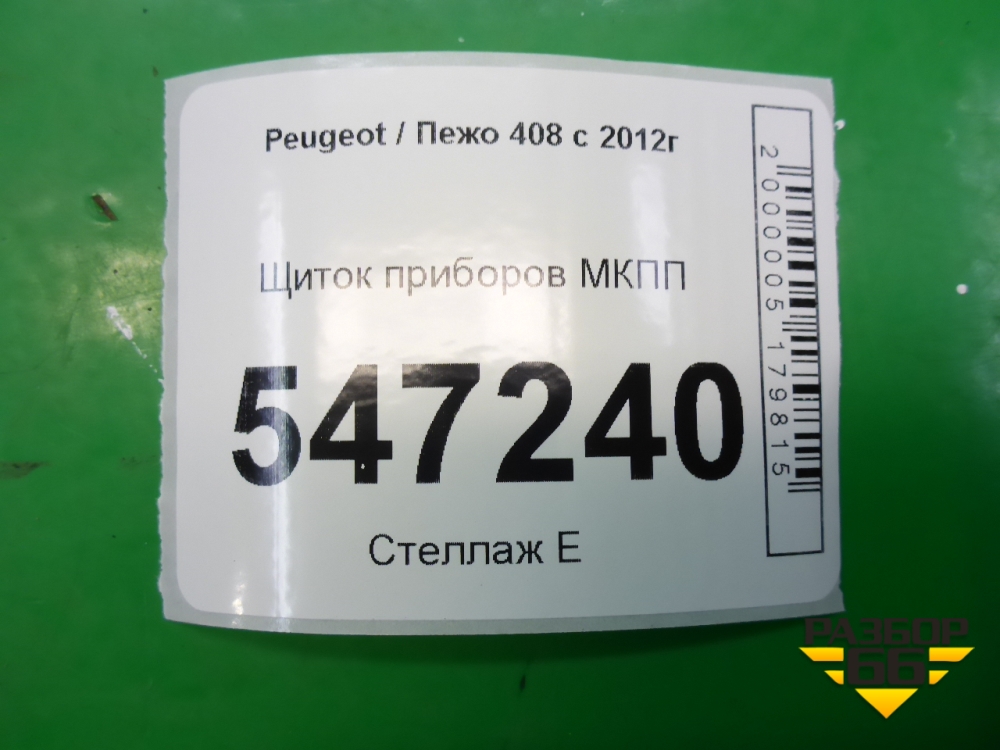 Peugeot / Пежо 408 с 2012г
Щиток приборов МКПП
547240
Стеллаж Е
2000005179815
РАЗБОР
66